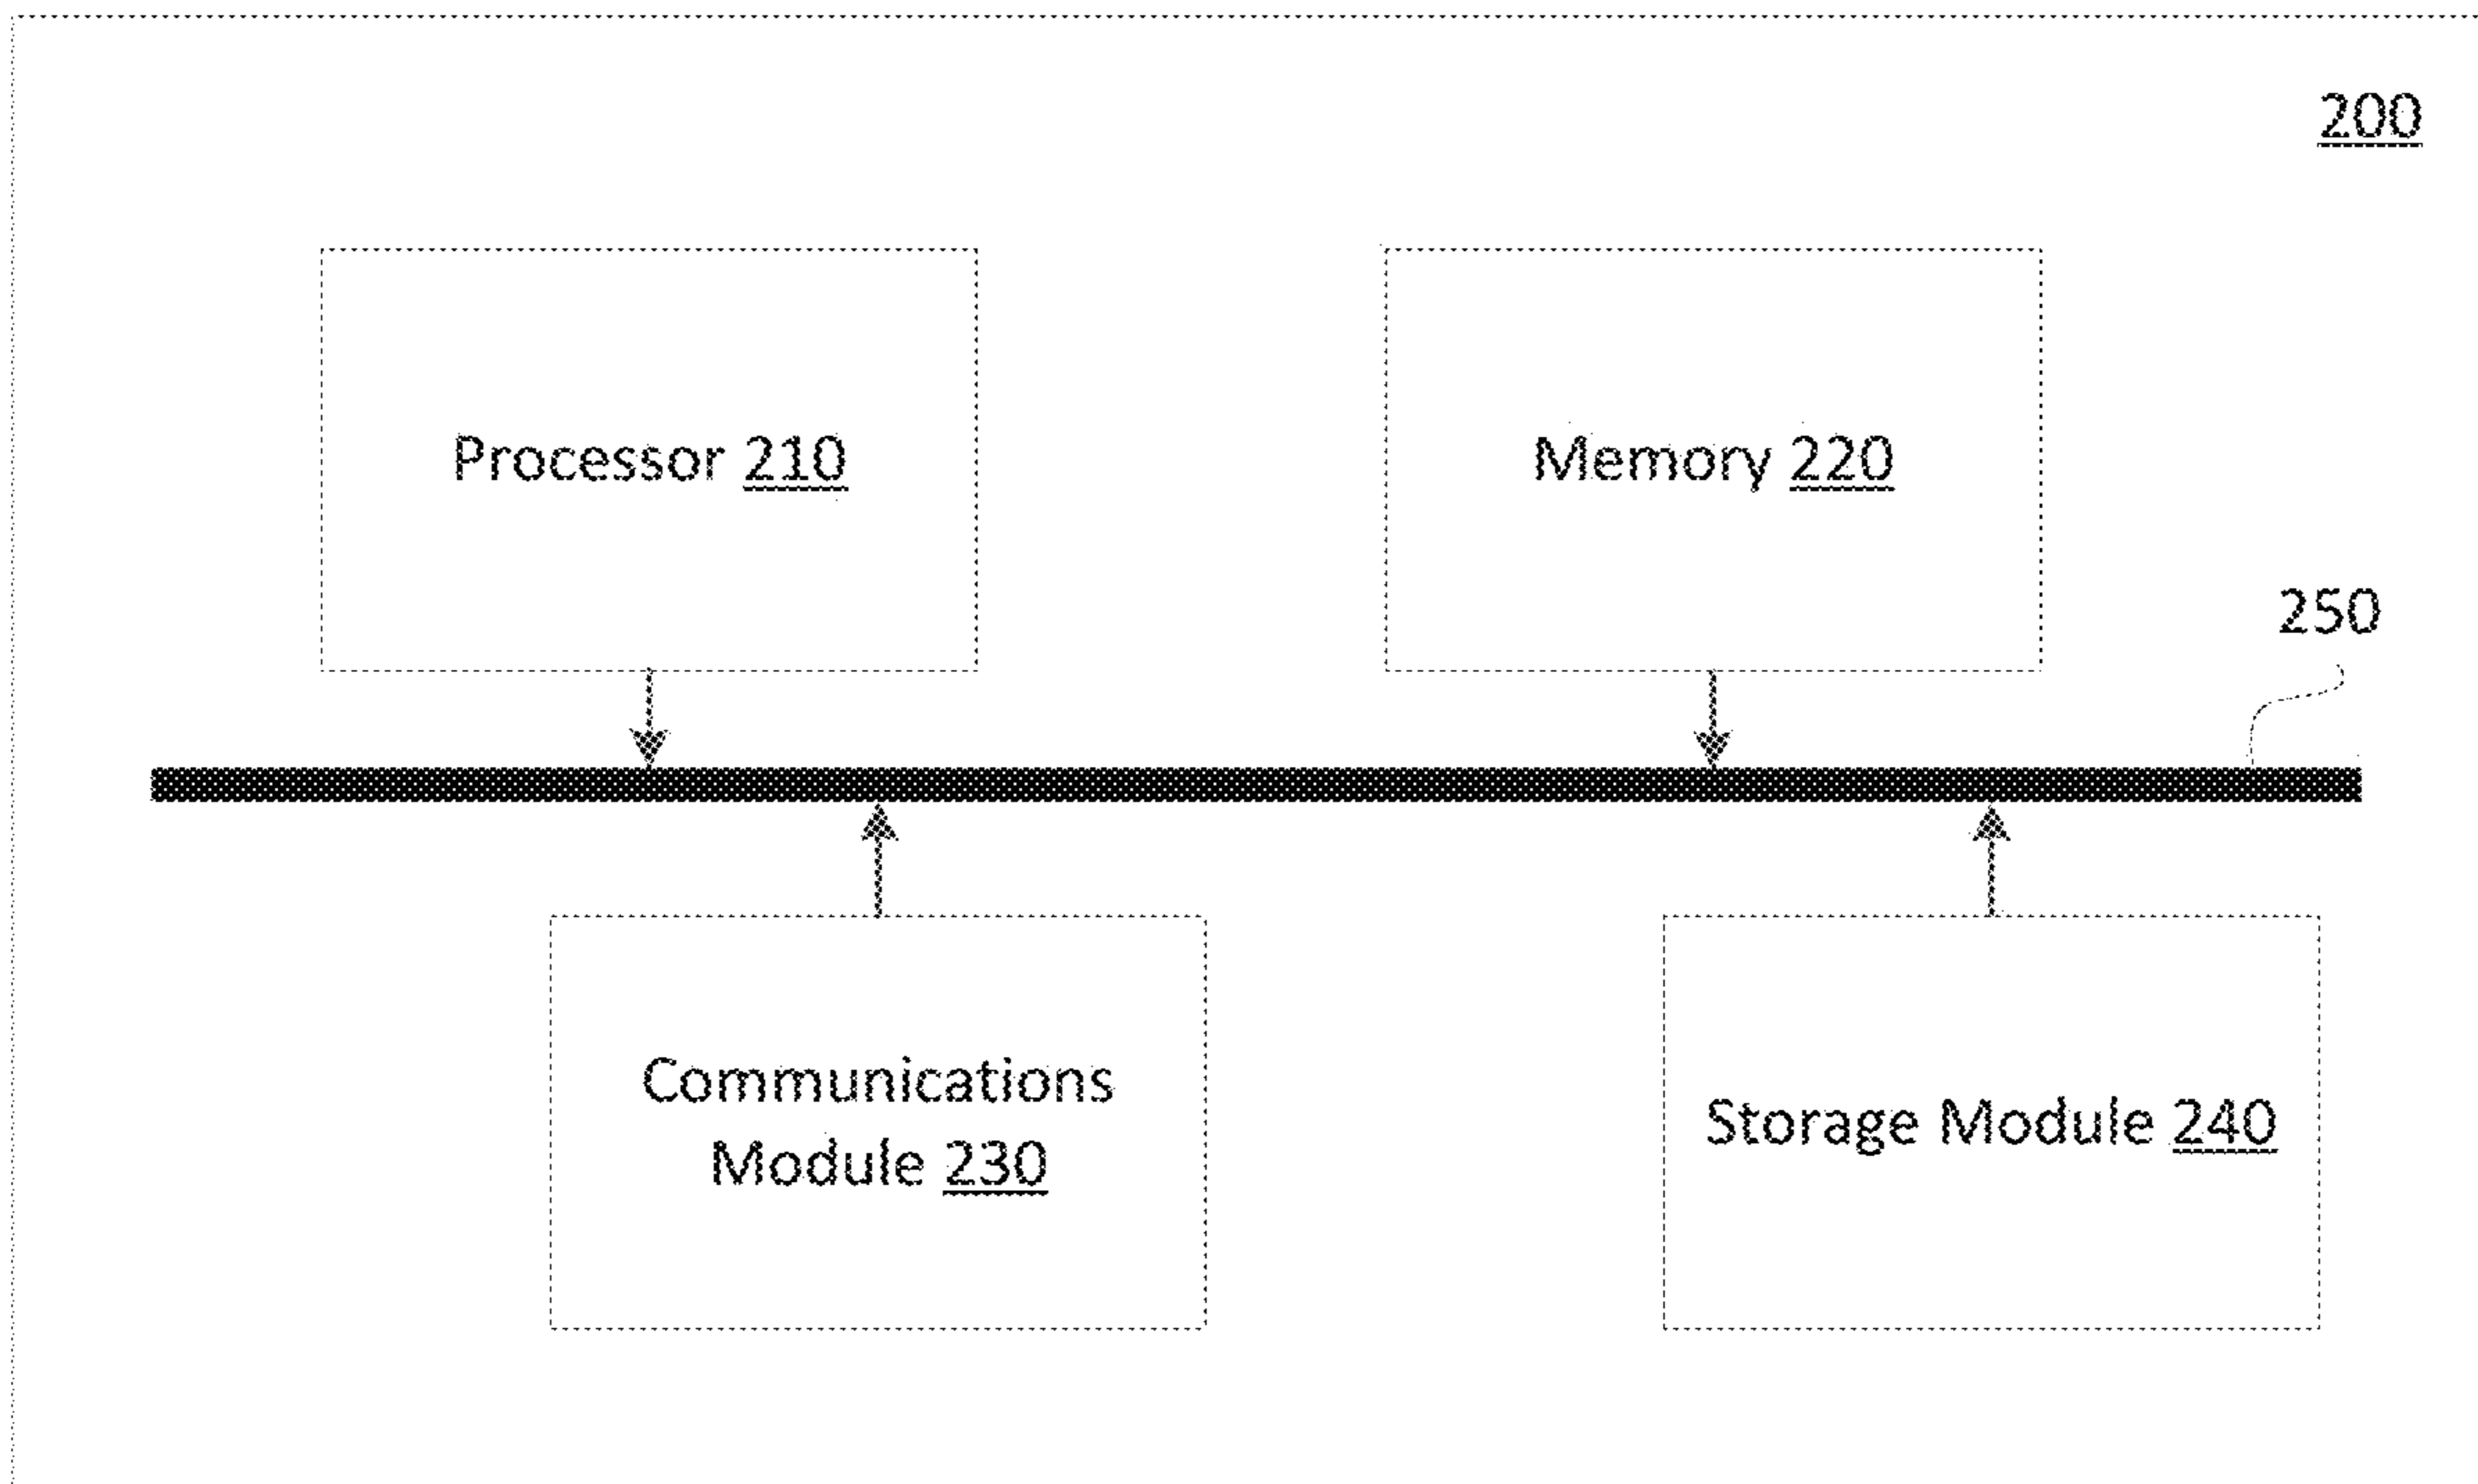 200
Processor 210
Memory 220
250
Communications
Module 230
Storage Module 240